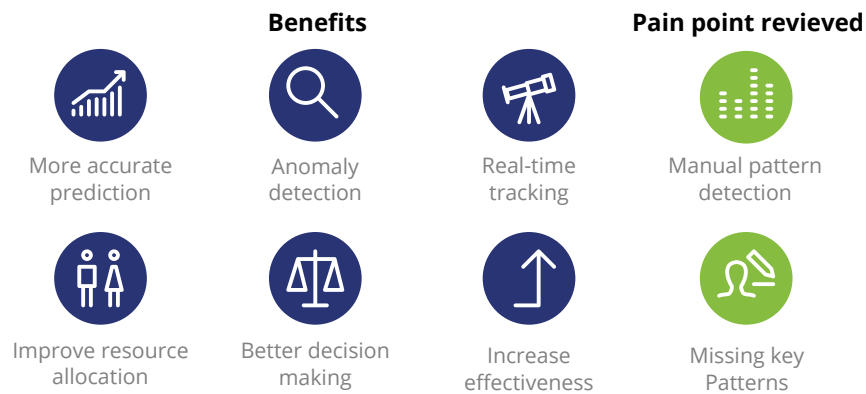 Benefits
Pain point revieved
More accurate
prediction
Anomaly
detection
Real-time
tracking
Manual pattern
detection
Improve resource
allocation
Better decision
making
Increase
effectiveness
Missing key
Patterns